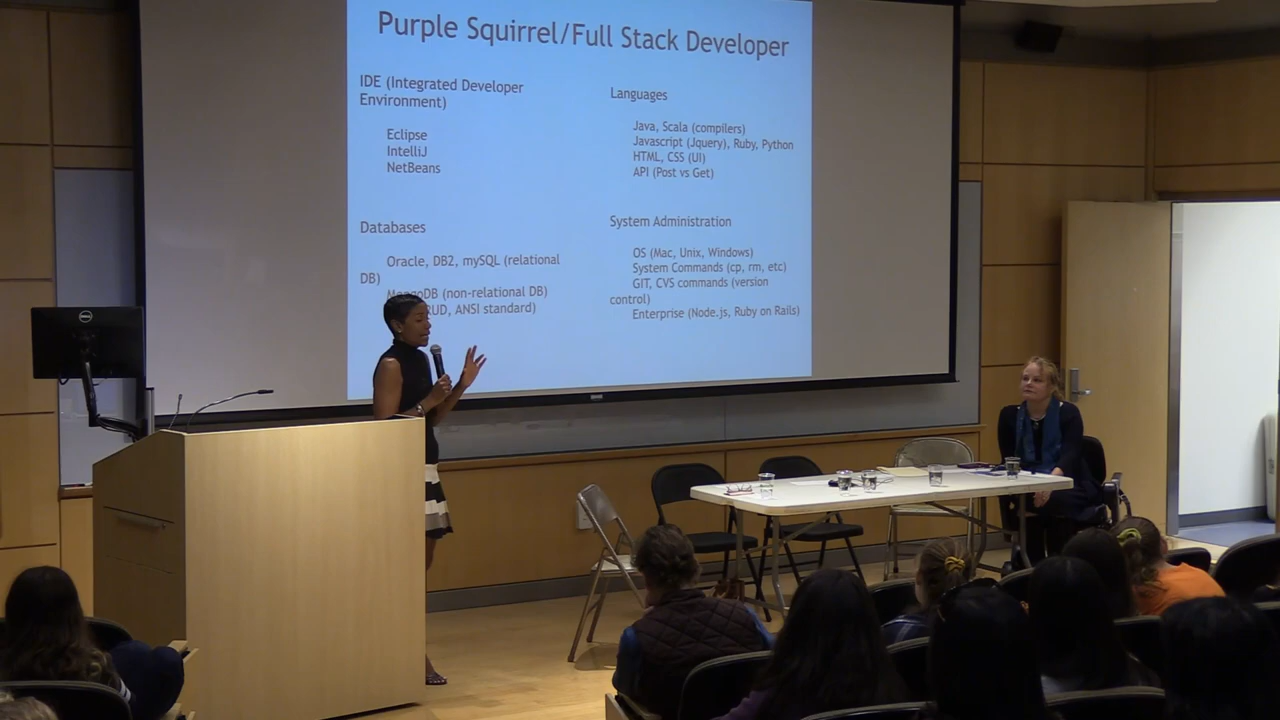 Purple Squirrel/Full Stack Developer
IDE (Integrated Developer
Environment)
Eclipse
IntelliJ
NetBeans
Databases
Oracle, DB2, mySQL (relational
DB)
(non-relational DB)
ANSI standard)
Languages
Java, Scala (compilers)
Javascript (Jquery), Ruby, Python
HTML, CSS (UI)
API (Post vs Get)
System Administration
OS (Mac, Unix, Windows)
System Commands (cp, rm, etc)
GIT, CVS commands (version
control)
Enterprise (Node.js, Ruby on Rails)
DELL